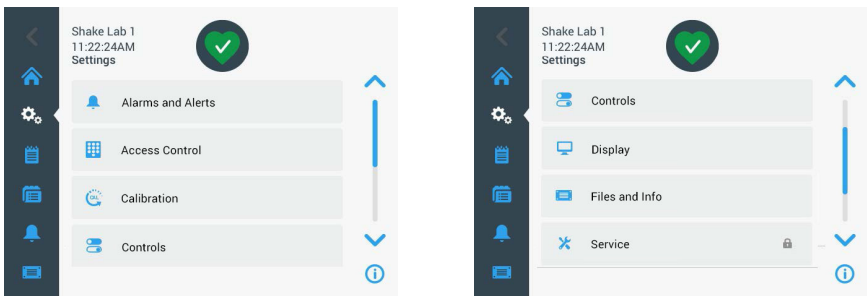 Shake Lab 1
11:22:24AM
Settings
Alarms and Alerts
Access Control
CAL
Calibration
Controls
Shake Lab 1
11:22:24AM
Settings
Controls
Display
Files and Info
Service